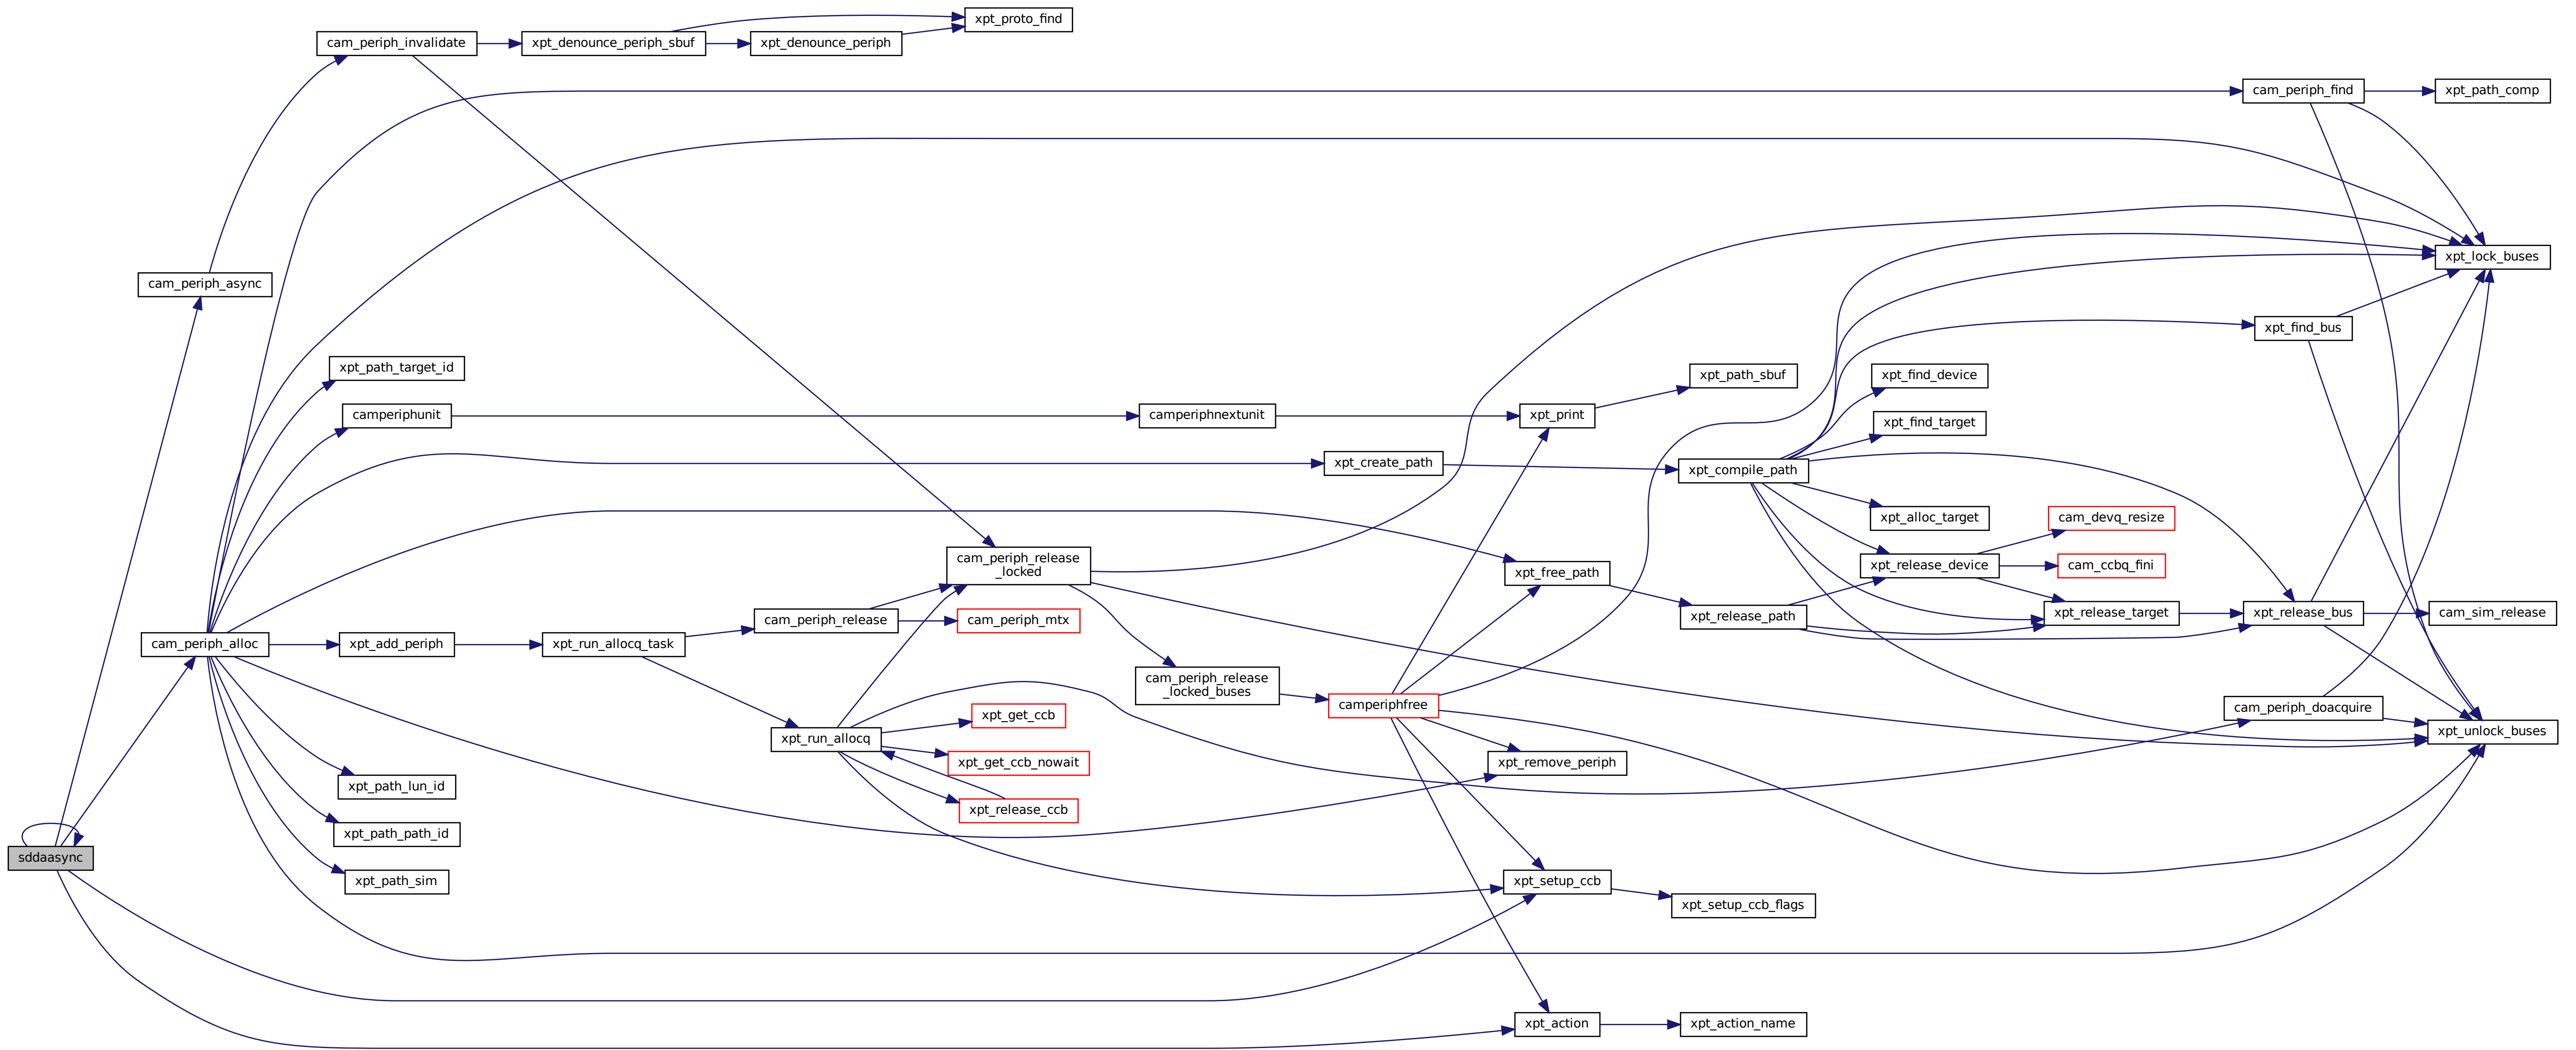 xpt_proto_find
cam_periph_invalidate
xpt_denounce_periph_sbuf
xpt_denounce_periph
cam_periph_find
xpt_path_comp
xpt_lock_buses
cam_periph_async
xpt_find_bus
xpt_path_target_id
xpt_path_sbuf
xpt_find_device
camperiphunit
camperiphnextunit
xpt_print
xpt_find_target
xpt_create_path
xpt_compile_path
xpt_alloc_target
cam_devq_resize
cam_periph_release
_locked
xpt_free_path
xpt_release_device
cam_ccbq_fini
cam_periph_release
cam_periph_mtx
xpt_release_path
xpt_release_target
xpt_release_bus
cam_sim_release
cam_periph_alloc
xpt_add_periph
xpt_run_allocq_task
cam_periph_release
_locked_buses
camperiphfree
cam_periph_doacquire
xpt_get_ccb
xpt_run_allocq
xpt_unlock_buses
xpt_get_ccb_nowait
xpt_remove_periph
xpt_path_lun_id
xpt_release_ccb
xpt_path_path_id
sddaasync
xpt_path_sim
xpt_setup_ccb
xpt_setup_ccb_flags
xpt_action
xpt_action_name